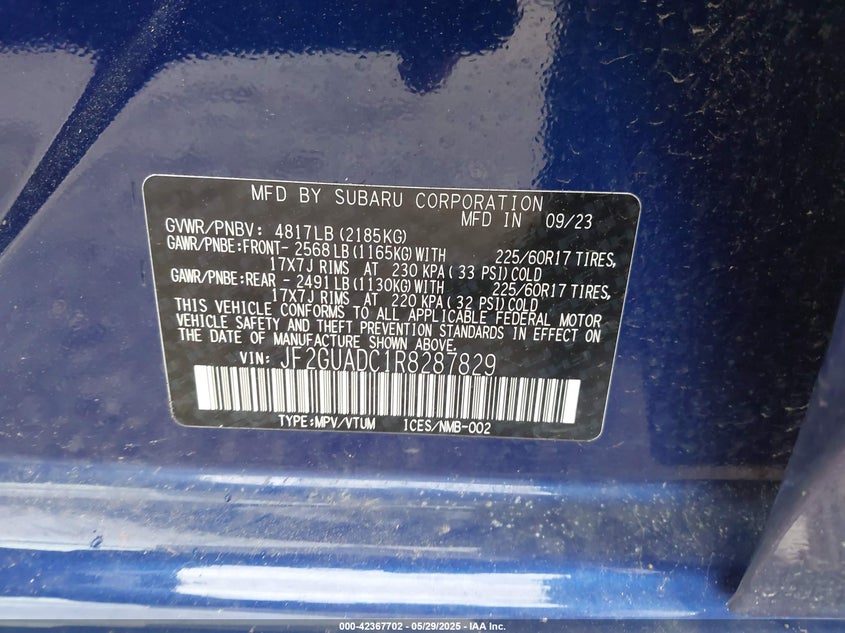 MFD BY SUBARU CORPORATION
MFD IN 09/23
GVWR/PNBV: 4817LB (2185KG)
GAWR/PNBE:FRONT- 2568LB (1165KG) WITH 225/60R17 TIRES,
17X7J RIMS AT 230 KPA (33 PSI) COLD
GAWR/PNBE:REAR - 2491LB (1130KG) WITH 225/60R17 TIRES,
17X7J RIMS AT 220 KPA (32 PSI) COLD
THIS VEHICLE CONFORMS TO ALL APPLICABLE FEDERAL MOTOR
VEHICLE SAFETY AND THEFT PREVENTION STANDARDS IN EFFECT ON
THE DATE OF MANUFACTURE SHOWN ABOVE.
VIN: JF2GUADC1R8287829
TYPE:MPV/VTUM ICES/NMB-002
000-42367702 - 05/29/2025 - IAA Inc.